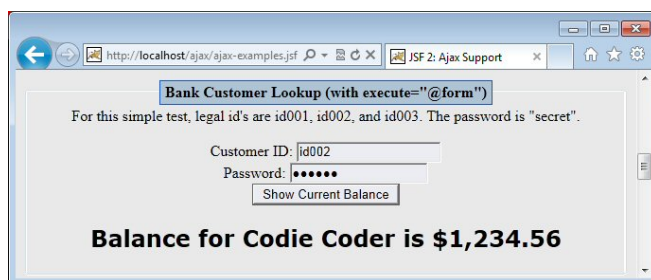 http://localhost/ajax/ajax-examples.jsf
JSF 2: Ajax Support
Bank Customer Lookup (with execute="@form")
For this simple test, legal id's are id001, id002, and id003. The password is "secret".
Customer ID: id002
Password: ••••••
Show Current Balance
Balance for Codie Coder is $1,234.56